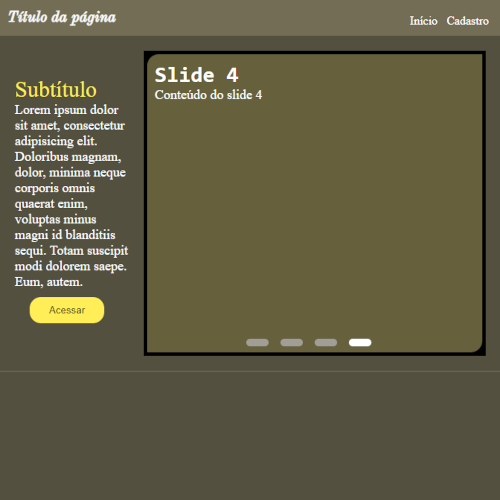 Título da página
Início Cadastro
Subtítulo
Lorem ipsum dolor
sit amet, consectetur
adipisicing elit.
Doloribus magnam,
dolor, minima neque
corporis omnis
quaerat enim,
voluptas minus
magni id blanditiis
sequi. Totam suscipit
modi dolorem saepe.
Eum, autem.
Acessar
Slide 4
Conteúdo do slide 4